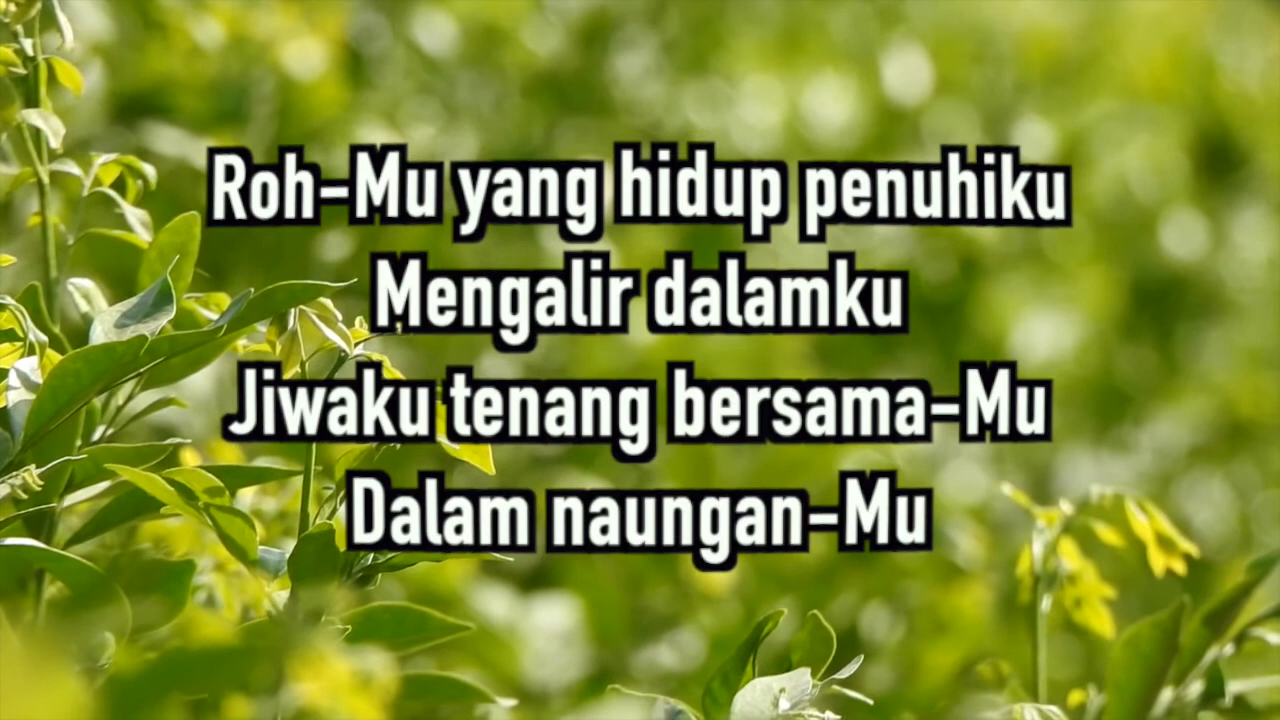 Roh-Mu yang hidup penuhiku
Mengalir dalamku
Jiwaku tenang bersama-Mu
Dalam naungan-Mu